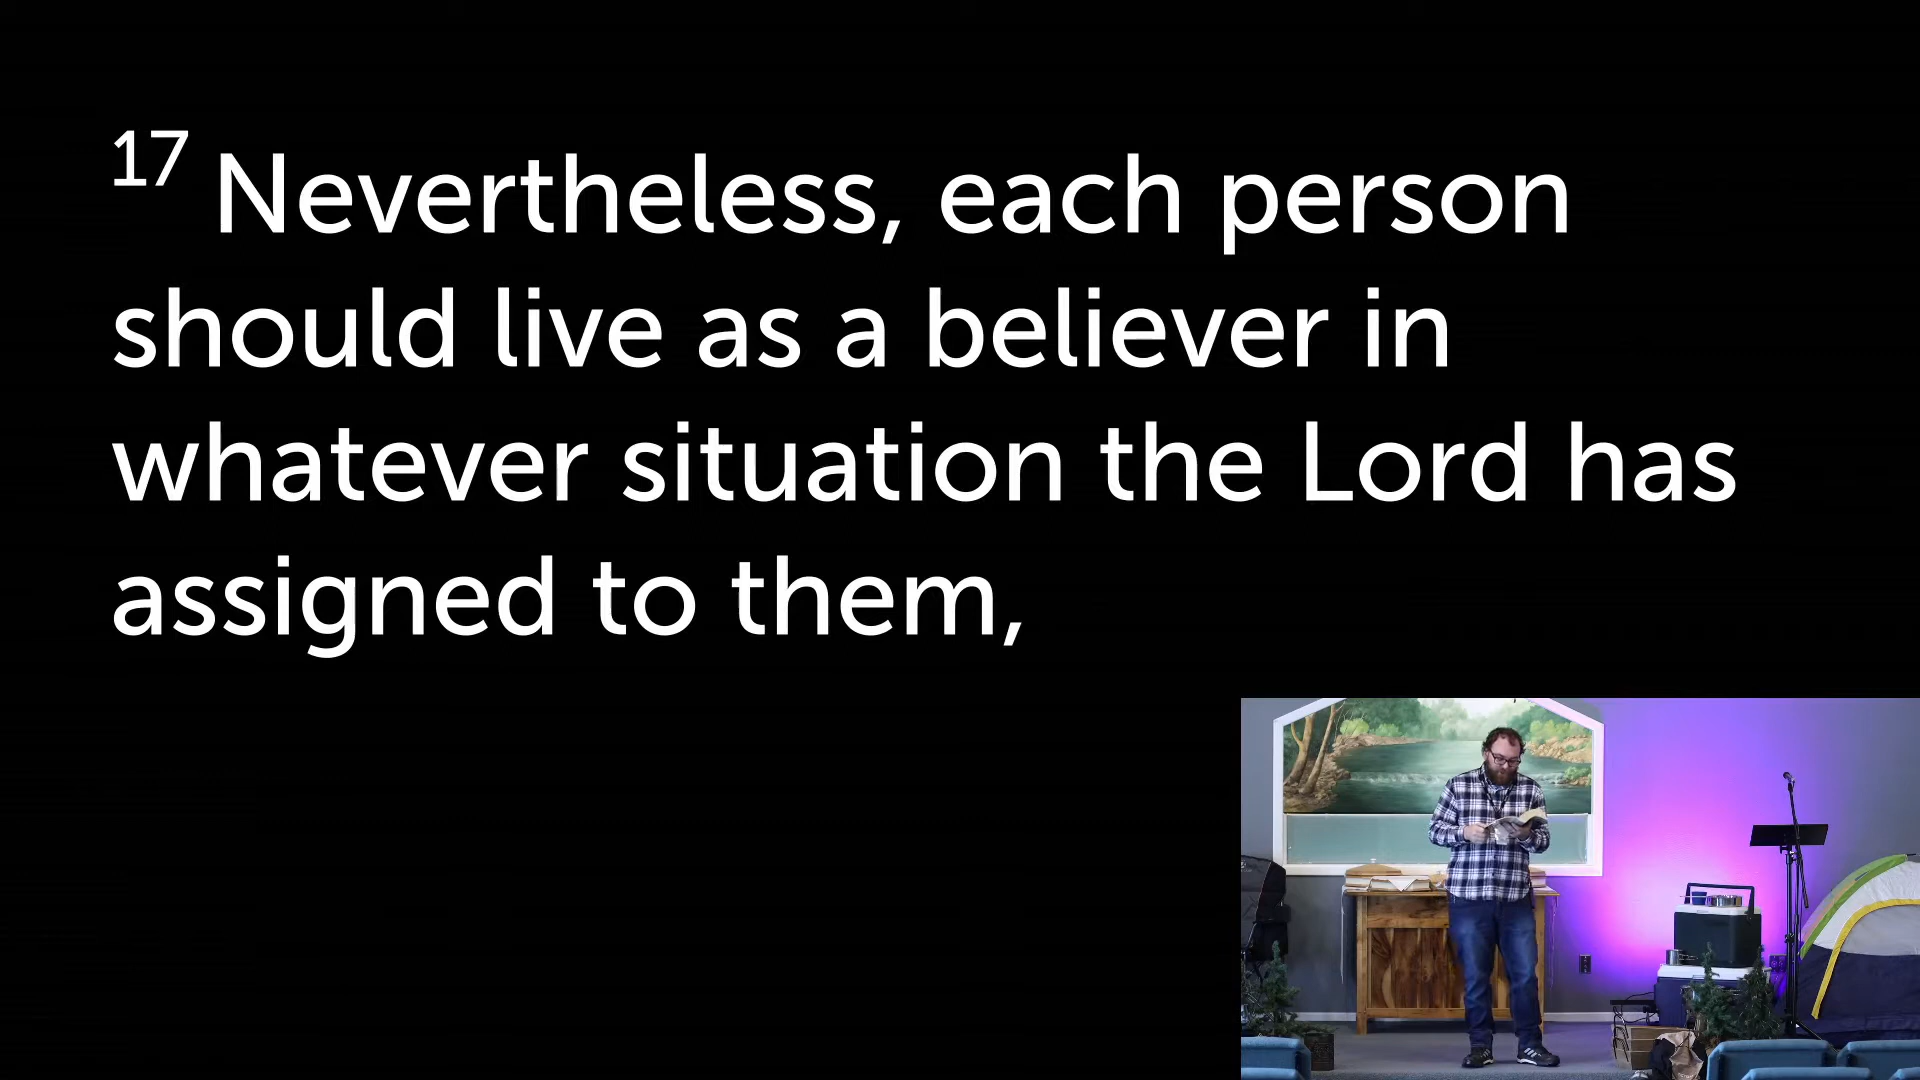 17 Nevertheless, each person
should live as a believer in
whatever situation the Lord has
assigned to them,